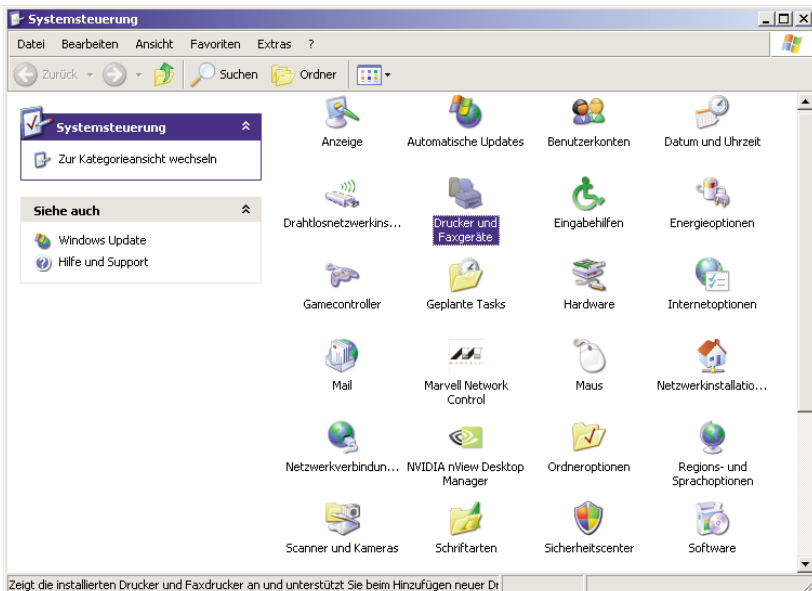 Systemsteuerung
Datei Bearbeiten Ansicht Favoriten Extras ?
Zurück Suchen Ordner
Systemsteuerung
Zur Kategorieansicht wechseln
Siehe auch
Windows Update
Hilfe und Support
Anzeige
Automatische Updates
Benutzerkonten
Datum und Uhrzeit
Drahtlosnetzwerkins...
Drucker und
Faxgeräte
Eingabehilfen
Energieoptionen
Gamecontroller
Geplante Tasks
Hardware
Internetoptionen
Mail
MARVELL
Marvell Network
Control
Maus
Netzwerkinstallatio...
Netzwerkverbindun...
NVIDIA nView Desktop
Manager
Ordneroptionen
Regions- und
Sprachoptionen
Scanner und Kameras
Schriftarten
Sicherheitscenter
Software
Zeigt die installierten Drucker und Faxdrucker an und unterstützt Sie beim Hinzufügen neuer Dr